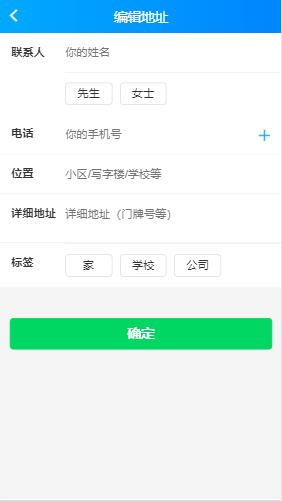 编辑地址
联系人 你的姓名
先生 女士
电话 你的手机号
位置 小区/写字楼/学校等
详细地址 详细地址（门牌号等）
标签 家 学校 公司
确定